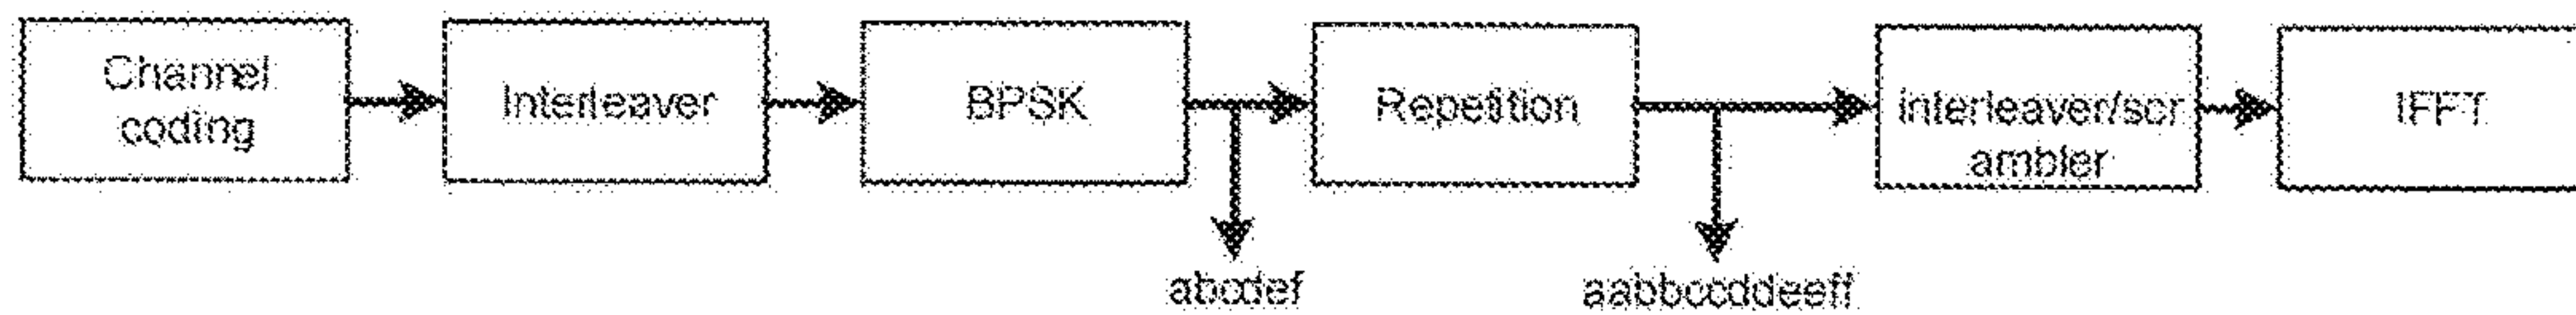 Channel
coding
Interleaver
BPSK
Repetition
interleaver/scr
ambler
IFFT
abcdef
aabbccddeeff